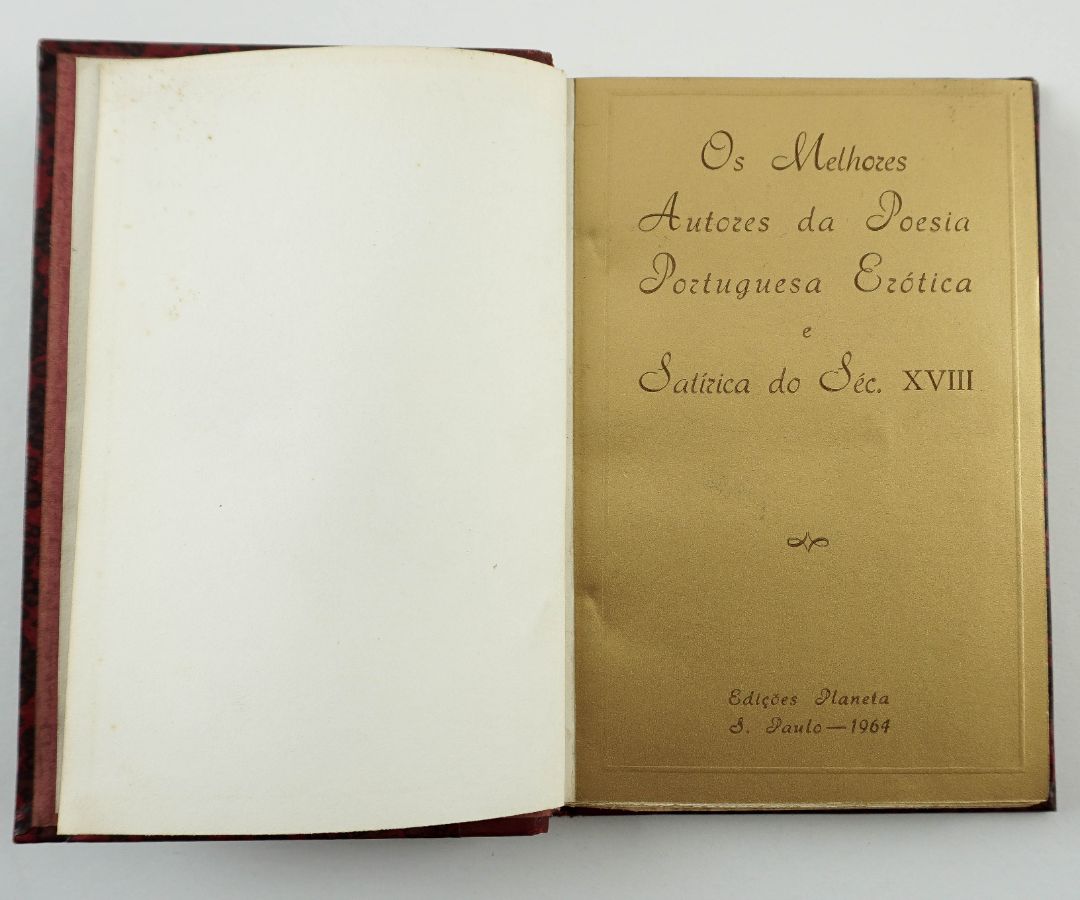 Os Melhores
Autores da Poesia
Portuguesa Erótica
e
Satírica do Séc. XVIII
Edições Planeta
S. Paulo — 1964